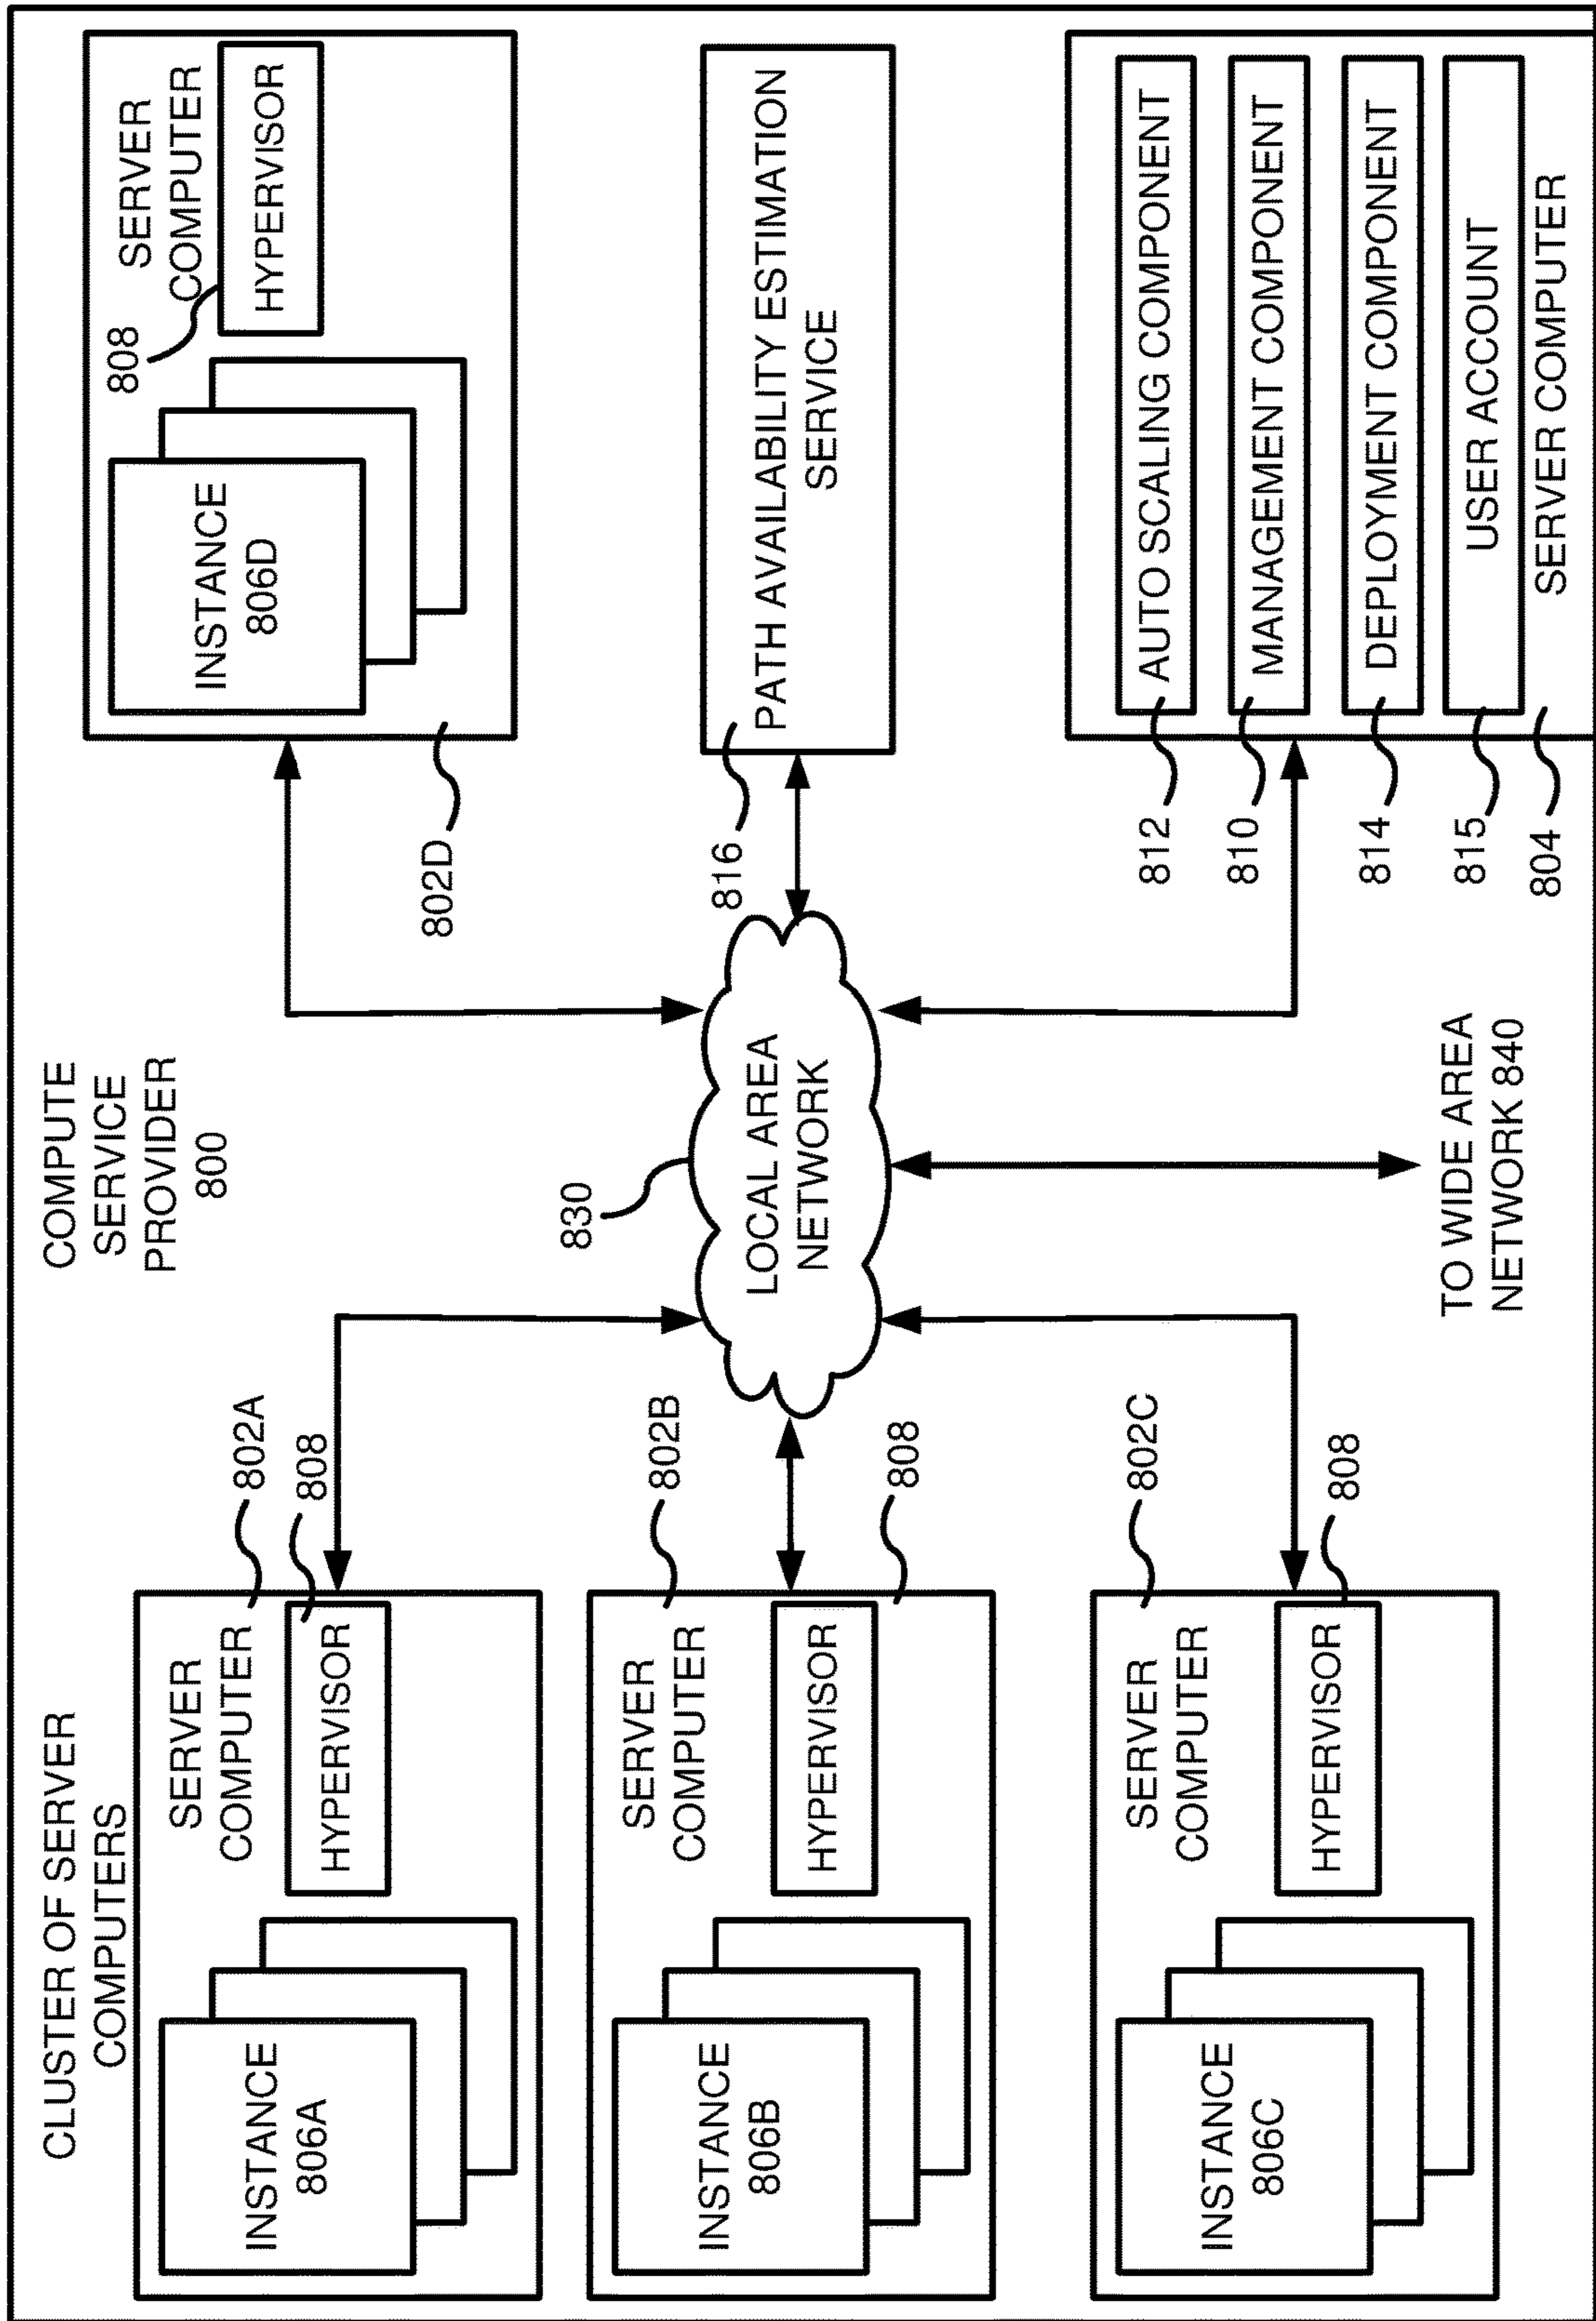 COMPUTE
SERVICE
PROVIDER
800
CLUSTER OF SERVER
COMPUTERS
802A
808
SERVER
COMPUTER
HYPERVISOR
INSTANCE
806A
802B
808
SERVER
COMPUTER
HYPERVISOR
INSTANCE
806B
802C
808
SERVER
COMPUTER
HYPERVISOR
INSTANCE
806C
830
LOCAL AREA
NETWORK
TO WIDE AREA
NETWORK 840
808
SERVER
COMPUTER
HYPERVISOR
INSTANCE
806D
802D
816
PATH AVAILABILITY ESTIMATION
SERVICE
812
AUTO SCALING COMPONENT
810
MANAGEMENT COMPONENT
814
DEPLOYMENT COMPONENT
815
USER ACCOUNT
804
SERVER COMPUTER